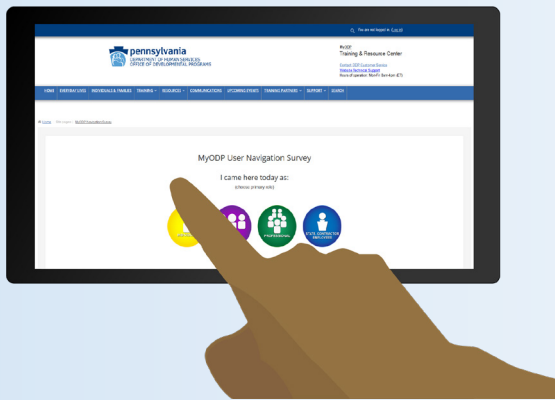 You are not logged in. (Log in)
pennsylvania
DEPARTMENT OF HUMAN SERVICES
OFFICE OF DEVELOPMENTAL PROGRAMS
MyODP
Training & Resource Center
Contact ODP Customer Service
Website Technical Support
HOME EVERYDAY LIVES INDIVIDUALS & FAMILIES TRAINING RESOURCES COMMUNICATIONS UPCOMING EVENTS TRAINING PARTNERS SUPPORT SEARCH
Home
MyODP User Navigation Survey
I came here today as:
(choose primary role)
PROFESSIONAL
STATE CONTRACTOR
EMPLOYEES